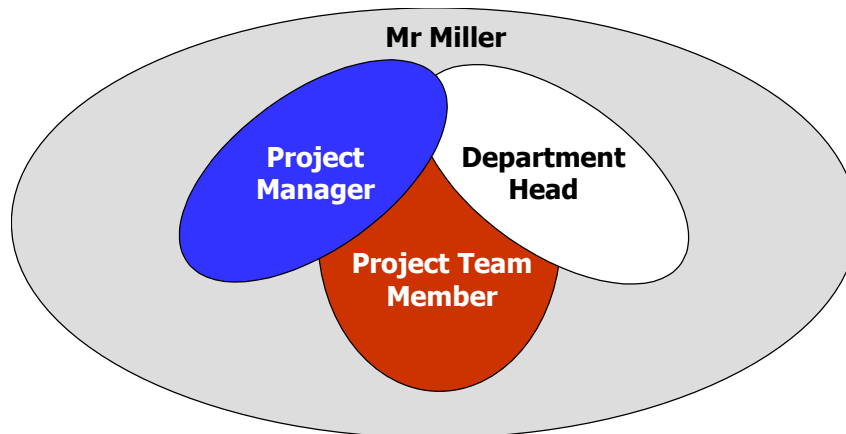 Mr Miller
Project
Manager
Department
Head
Project Team
Member